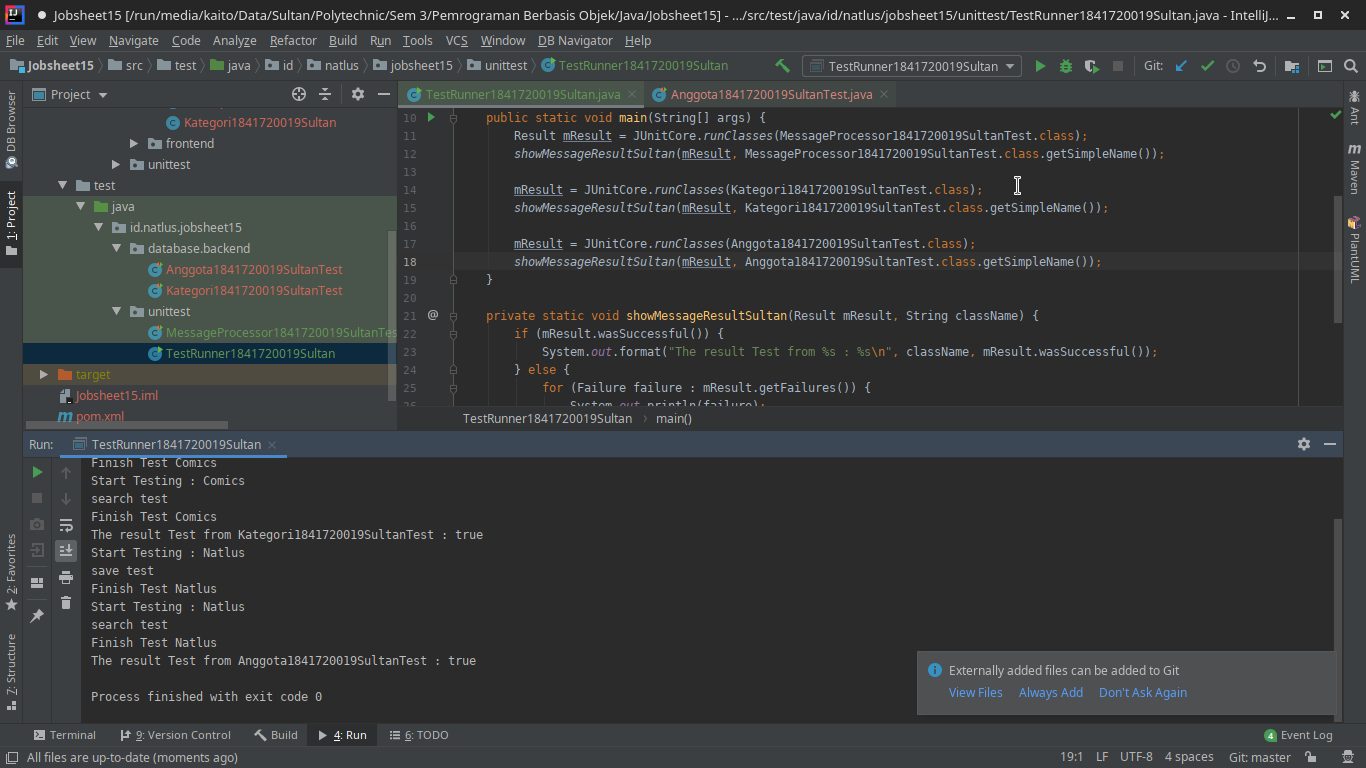 Jobsheet15 [/run/media/kaito/Data/Sultan/Polytechnic/Sem 3/Pemrograman Berbasis Objek/Java/Jobsheet15] - .../src/test/java/id/natlus/jobsheet15/unittest/TestRunner1841720019Sultan.java - IntelliJ...
File Edit View Navigate Code Analyze Refactor Build Run Tools VCS Window DB Navigator Help
Jobsheet15 src test java id natlus jobsheet15 unittest TestRunner1841720019Sultan
TestRunner1841720019Sultan Git:
Project
TestRunner1841720019Sultan.java Anggota1841720019SultanTest.java
DB Browser
1: Project
Kategori1841720019Sultan
frontend
unittest
test
java
id.natlus.jobsheet15
database.backend
Anggota1841720019SultanTest
Kategori1841720019SultanTest
unittest
MessageProcessor1841720019SultanTes
TestRunner1841720019Sultan
target
Jobsheet15.iml
pom.xml
10 public static void main(String[] args) {
11 Result mResult = JUnitCore.runClasses(MessageProcessor1841720019SultanTest.class);
12 showMessageResultSultan(mResult, MessageProcessor1841720019SultanTest.class.getSimpleName());
13
14 mResult = JUnitCore.runClasses(Kategori1841720019SultanTest.class);
15 showMessageResultSultan(mResult, Kategori1841720019SultanTest.class.getSimpleName());
16
17 mResult = JUnitCore.runClasses(Anggota1841720019SultanTest.class);
18 showMessageResultSultan(mResult, Anggota1841720019SultanTest.class.getSimpleName());
19 }
20
21 @ private static void showMessageResultSultan(Result mResult, String className) {
22 if (mResult.wasSuccessful()) {
23 System.out.format("The result Test from %s : %s\n", className, mResult.wasSuccessful());
24 } else {
25 for (Failure failure : mResult.getFailures()) {
26 System.out.println(failure);
TestRunner1841720019Sultan main()
Ant
Maven
PlantUML
Run: TestRunner1841720019Sultan
Finish Test Comics
Start Testing : Comics
search test
Finish Test Comics
The result Test from Kategori1841720019SultanTest : true
Start Testing : Natlus
save test
Finish Test Natlus
Start Testing : Natlus
search test
Finish Test Natlus
The result Test from Anggota1841720019SultanTest : true
Process finished with exit code 0
2: Favorites
7: Structure
Externally added files can be added to Git
View Files Always Add Don't Ask Again
Terminal 9: Version Control Build 4: Run 6: TODO 4 Event Log
All files are up-to-date (moments ago) 19:1 LF UTF-8 4 spaces Git: master